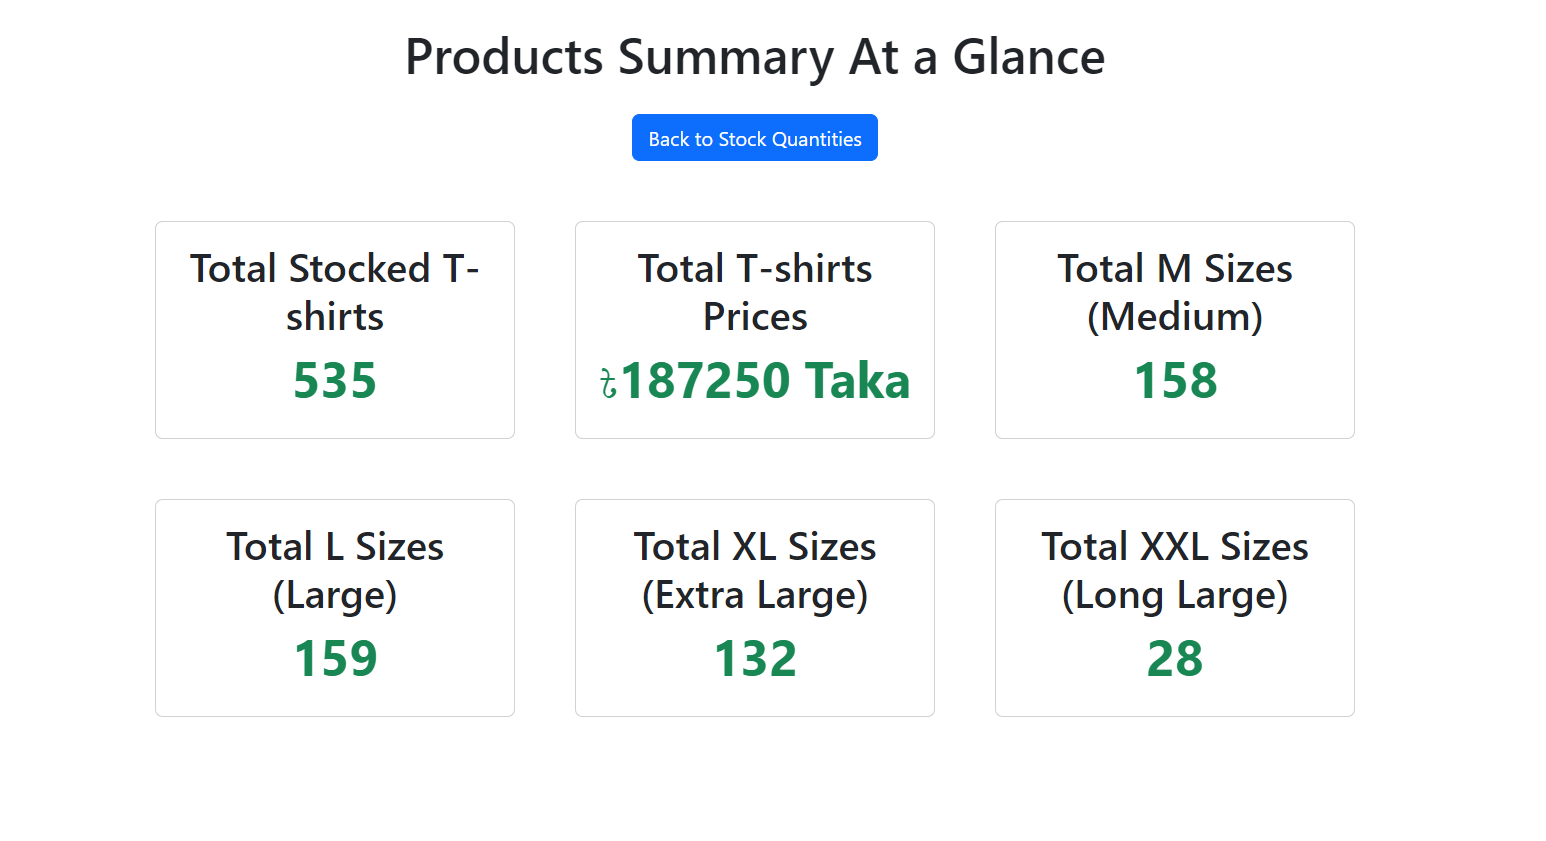 Products Summary At a Glance
Back to Stock Quantities
Total Stocked T-
shirts
535
Total T-shirts
Prices
৳187250 Taka
Total M Sizes
(Medium)
158
Total L Sizes
(Large)
159
Total XL Sizes
(Extra Large)
132
Total XXL Sizes
(Long Large)
28